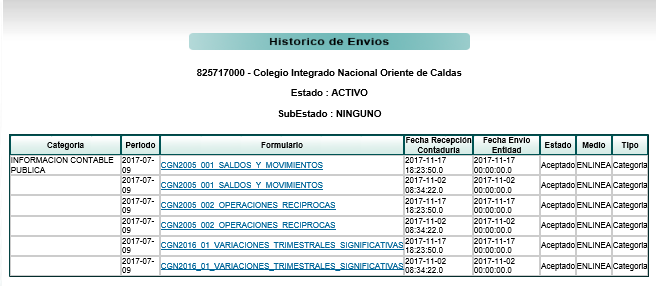 Historico de Envios
825717000 - Colegio Integrado Nacional Oriente de Caldas
Estado : ACTIVO
SubEstado : NINGUNO
Categoria Periodo Formulario Fecha Recepción Contaduria Fecha Envio Entidad Estado Medio Tipo
INFORMACION CONTABLE PUBLICA 2017-07-09 CGN2005_001_SALDOS_Y_MOVIMIENTOS 2017-11-17 18:23:50.0 2017-11-17 00:00:00.0 Aceptado ENLINEA Categoria
2017-07-09 CGN2005_001_SALDOS_Y_MOVIMIENTOS 2017-11-02 08:34:22.0 2017-11-02 00:00:00.0 Aceptado ENLINEA Categoria
2017-07-09 CGN2005_002_OPERACIONES_RECIPROCAS 2017-11-17 18:23:50.0 2017-11-17 00:00:00.0 Aceptado ENLINEA Categoria
2017-07-09 CGN2005_002_OPERACIONES_RECIPROCAS 2017-11-02 08:34:22.0 2017-11-02 00:00:00.0 Aceptado ENLINEA Categoria
2017-07-09 CGN2016_01_VARIACIONES_TRIMESTRALES_SIGNIFICATIVAS 2017-11-17 18:23:50.0 2017-11-17 00:00:00.0 Aceptado ENLINEA Categoria
2017-07-09 CGN2016_01_VARIACIONES_TRIMESTRALES_SIGNIFICATIVAS 2017-11-02 08:34:22.0 2017-11-02 00:00:00.0 Aceptado ENLINEA Categoria